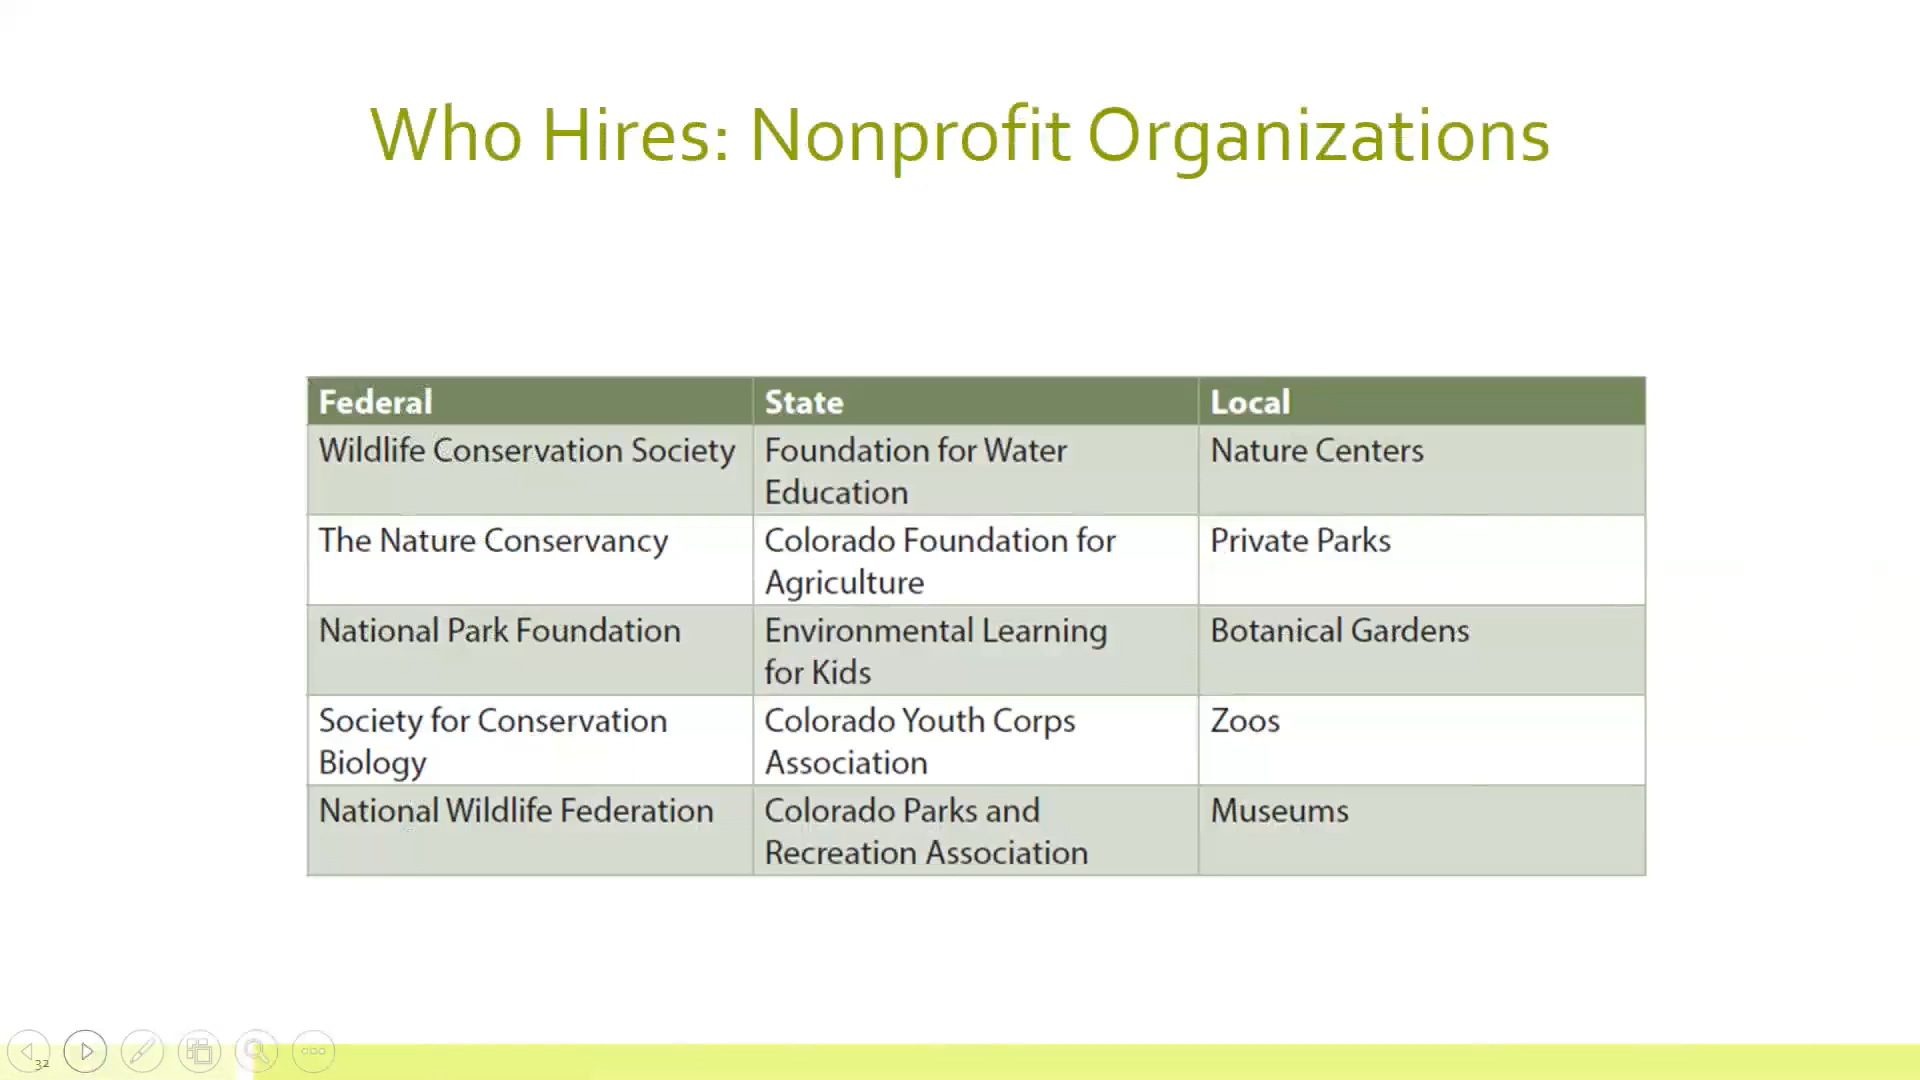 Who Hires: Nonprofit Organizations
Federal State Local
Wildlife Conservation Society Foundation for Water Nature Centers
Education
The Nature Conservancy Colorado Foundation for Private Parks
Agriculture
National Park Foundation Environmental Learning Botanical Gardens
for Kids
Society for Conservation Colorado Youth Corps Zoos
Biology Association
National Wildlife Federation Colorado Parks and Museums
Recreation Association
32